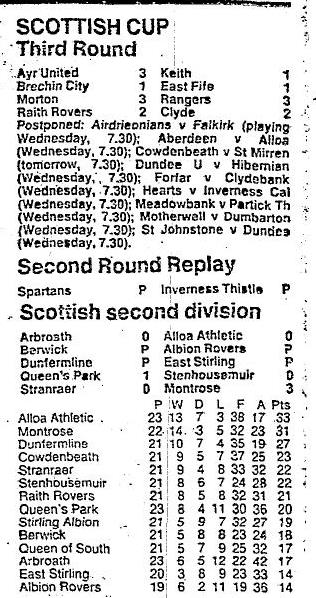 SCOTTISH CUP
Third Round
Ayr United 3 Keith 1
Brechin City 1 East Fife 1
Morton 3 Rangers 3
Raith Rovers 2 Clyde 2
Postponed: Airdrieonians v Falkirk (playing
Wednesday, 7.30); Aberdeen v Alloa
(Wednesday, 7.30); Cowdenbeath v St Mirren
(tomorrow, 7.30); Dundee U v Hibernian
(Wednesday, 7.30); Forfar v Clydebank
(Wednesday, 7.30); Hearts v Inverness Cal
(Wednesday, 7.30); Meadowbank v Partick Th
(Wednesday, 7.30); Motherwell v Dumbarton
(Wednesday, 7.30); St Johnstone v Dundee
(Wednesday, 7.30).
Second Round Replay
Spartans P Inverness Thistle P
Scottish second division
Arbroath 0 Alloa Athletic 0
Berwick P Albion Rovers P
Dunfermline P East Stirling P
Queen's Park 1 Stenhousemuir 0
Stranraer 0 Montrose 3
P W D L F A Pts
Alloa Athletic 23 13 7 3 38 17 33
Montrose 22 14 3 5 32 23 31
Dunfermline 21 10 7 4 35 19 27
Cowdenbeath 21 9 5 7 37 25 23
Stranraer 21 9 4 8 33 32 22
Stenhousemuir 21 8 6 7 24 28 22
Raith Rovers 21 8 5 8 32 31 21
Queen's Park 23 8 4 11 30 36 20
Stirling Albion 21 5 9 7 32 27 19
Berwick 21 5 8 8 23 24 18
Queen of South 21 5 7 9 25 32 17
Arbroath 23 6 5 12 22 42 17
East Stirling 20 3 8 9 23 33 14
Albion Rovers 19 6 2 11 19 36 14